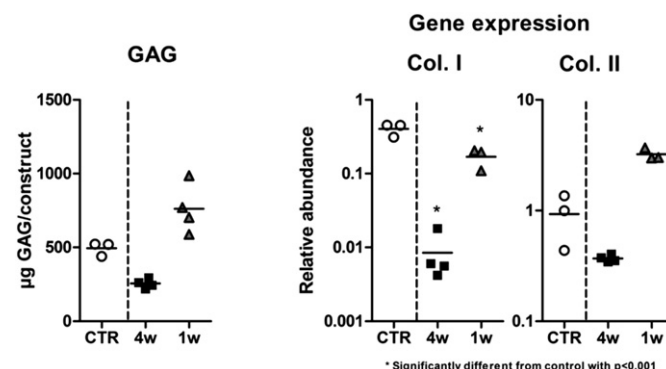 Gene expression
GAG
Col. I
Col. II
µg GAG/construct
1500
1000
500
0
CTR
4w
1w
Relative abundance
1
0.1
0.01
0.001
*
*
CTR
4w
1w
10
1
0.1
CTR
4w
1w
* Significantly different from control with p<0.001